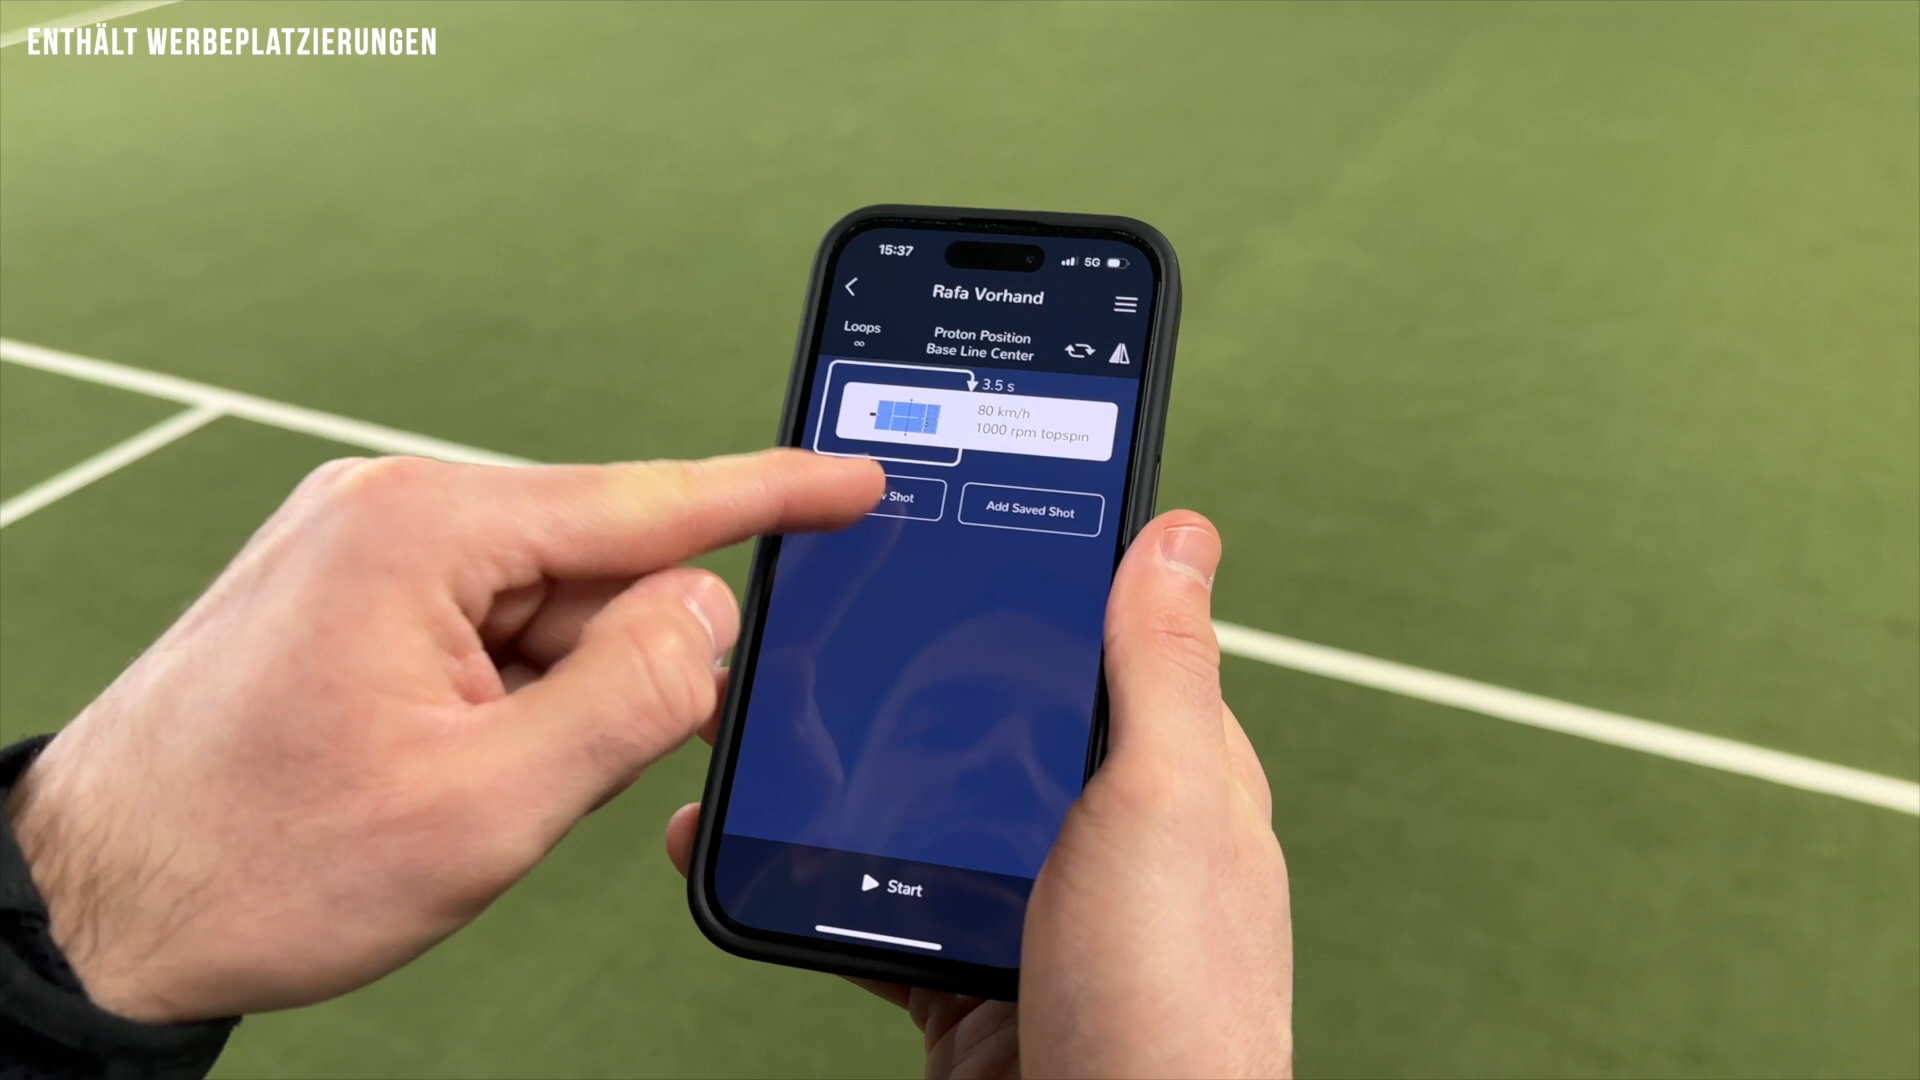 ENTHÄLT WERBEPLATZIERUNGEN
15:37
5G
Rafa Vorhand
Loops
∞
Proton Position
Base Line Center
3.5 s
80 km/h
1000 rpm topspin
Shot
Add Saved Shot
Start